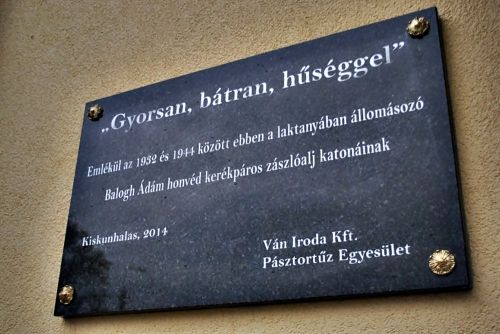 „Gyorsan, bátran, hűséggel”
Emlékül az 1932 és 1944 között ebben a laktanyában állomásozó
Balogh Ádám honvéd kerékpáros zászlóalj katonáinak
Kiskunhalas, 2014
Ván Iroda Kft.
Pásztortűz Egyesület